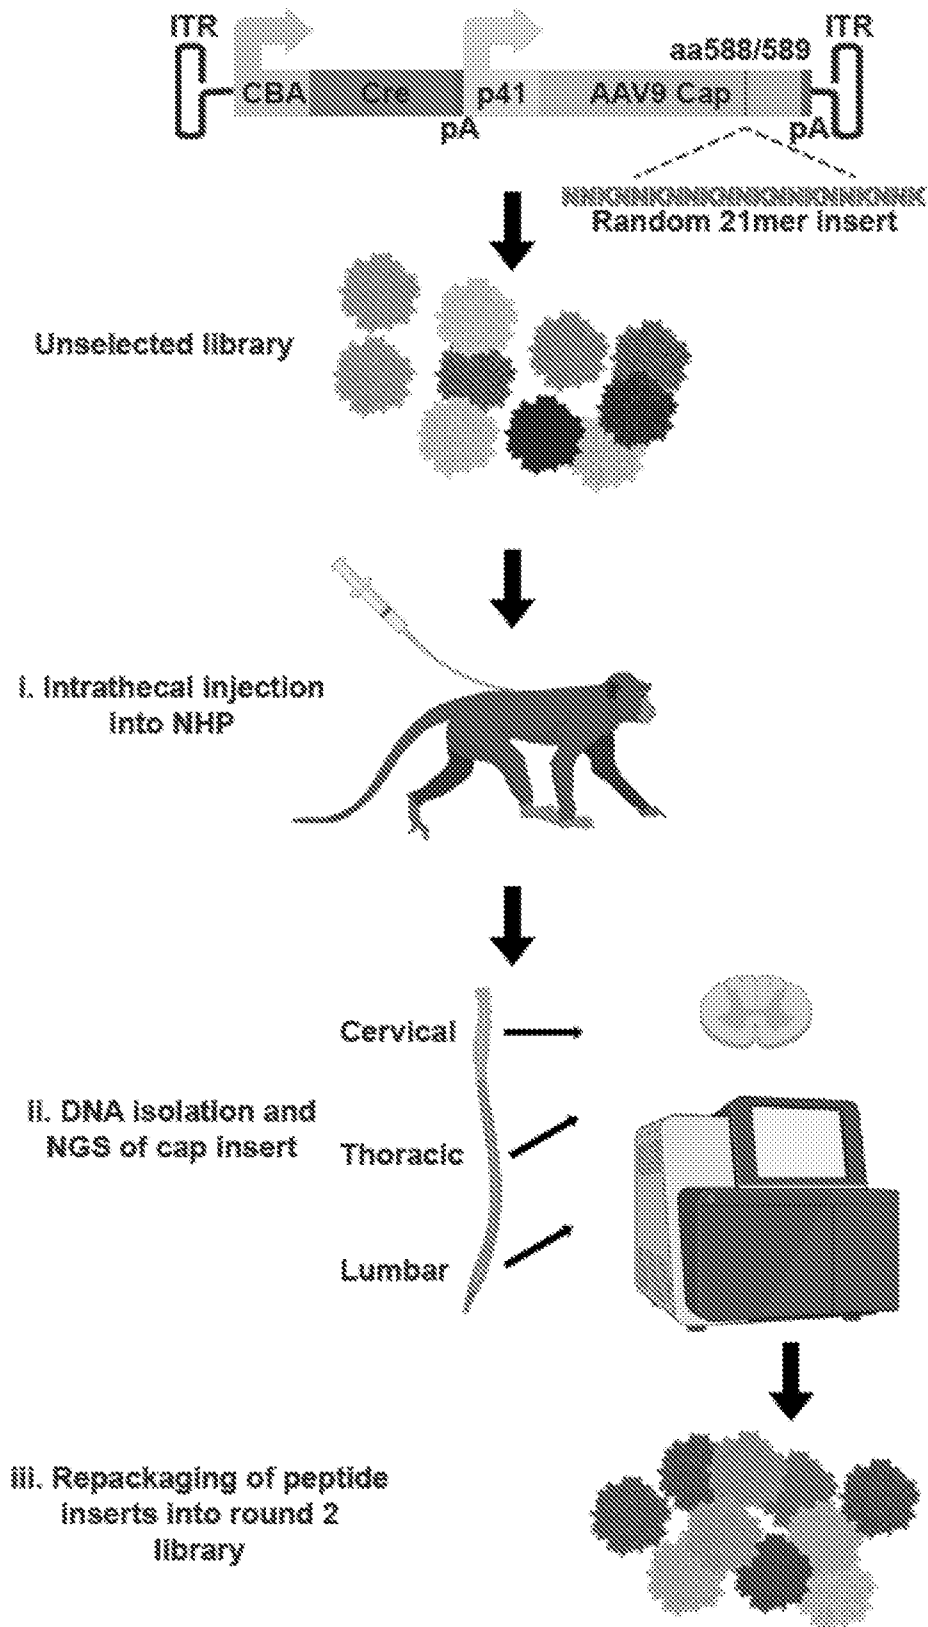 ITR
ITR
aa588/589
CBA
Cre
p41
AAV9 Cap
pA
pA
NNKNNKNNKNNKNNKNNKNNK
Random 21mer insert
Unselected library
i. Intrathecal injection
into NHP
Cervical
ii. DNA isolation and
NGS of cap insert
Thoracic
Lumbar
iii. Repackaging of peptide
inserts into round 2
library